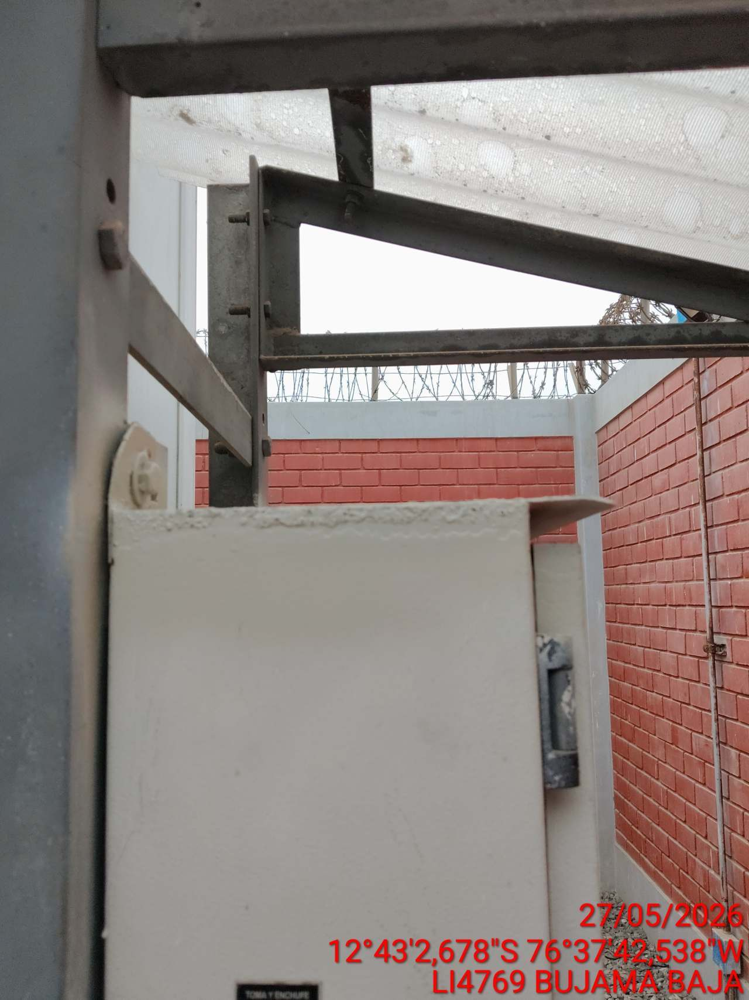 TOMA Y ENCHUFE
27/05/2026
12°43'2,678"S 76°37'42,538"W
LI4769 BUJAMA BAJA